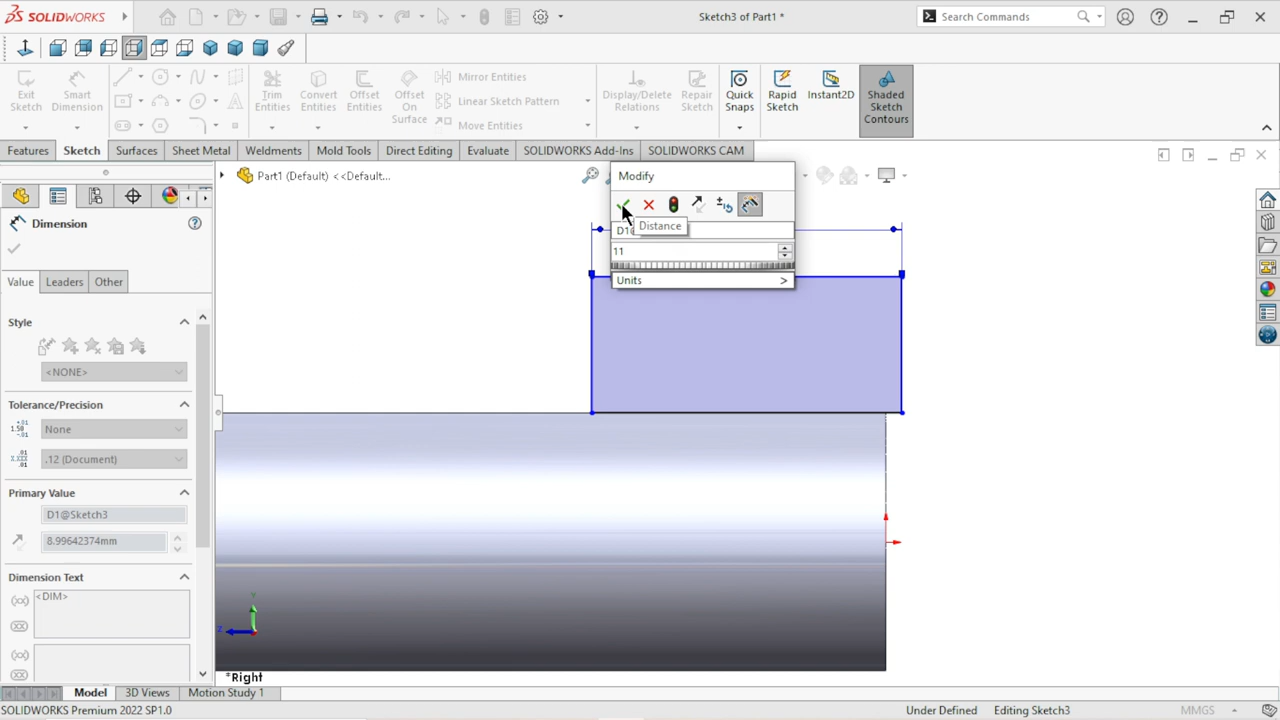 SOLIDWORKS
Sketch3 of Part1 *
Search Commands
Exit Sketch
Smart Dimension
Trim Entities
Convert Entities
Offset Entities
Offset On Surface
Mirror Entities
Linear Sketch Pattern
Move Entities
Display/Delete Relations
Repair Sketch
Quick Snaps
Rapid Sketch
Instant2D
Shaded Sketch Contours
Features
Sketch
Surfaces
Sheet Metal
Weldments
Mold Tools
Direct Editing
Evaluate
SOLIDWORKS Add-Ins
SOLIDWORKS CAM
Part1 (Default) <<Default...
Modify
Distance
11
Units >
Dimension
Value
Leaders
Other
Style
<NONE>
Tolerance/Precision
None
.12 (Document)
Primary Value
D1@Sketch3
8.99642374mm
Dimension Text
<DIM>
Y
Z
*Right
Model
3D Views
Motion Study 1
SOLIDWORKS Premium 2022 SP1.0
Under Defined
Editing Sketch3
MMGS